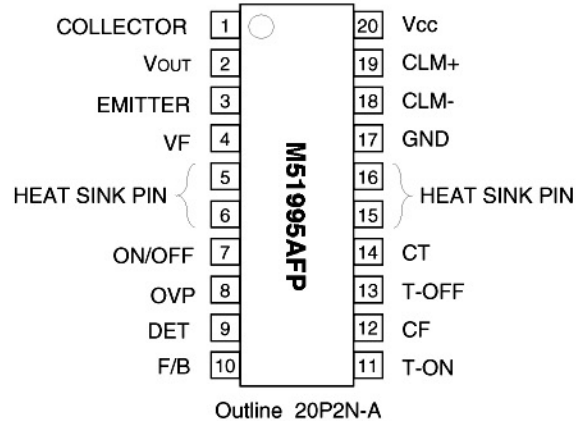 COLLECTOR 1 20 Vcc
VOUT 2 19 CLM+
EMITTER 3 18 CLM-
VF 4 17 GND
5 16
HEAT SINK PIN HEAT SINK PIN
6 15
ON/OFF 7 14 CT
OVP 8 13 T-OFF
DET 9 12 CF
F/B 10 11 T-ON
M51995AFP
Outline 20P2N-A